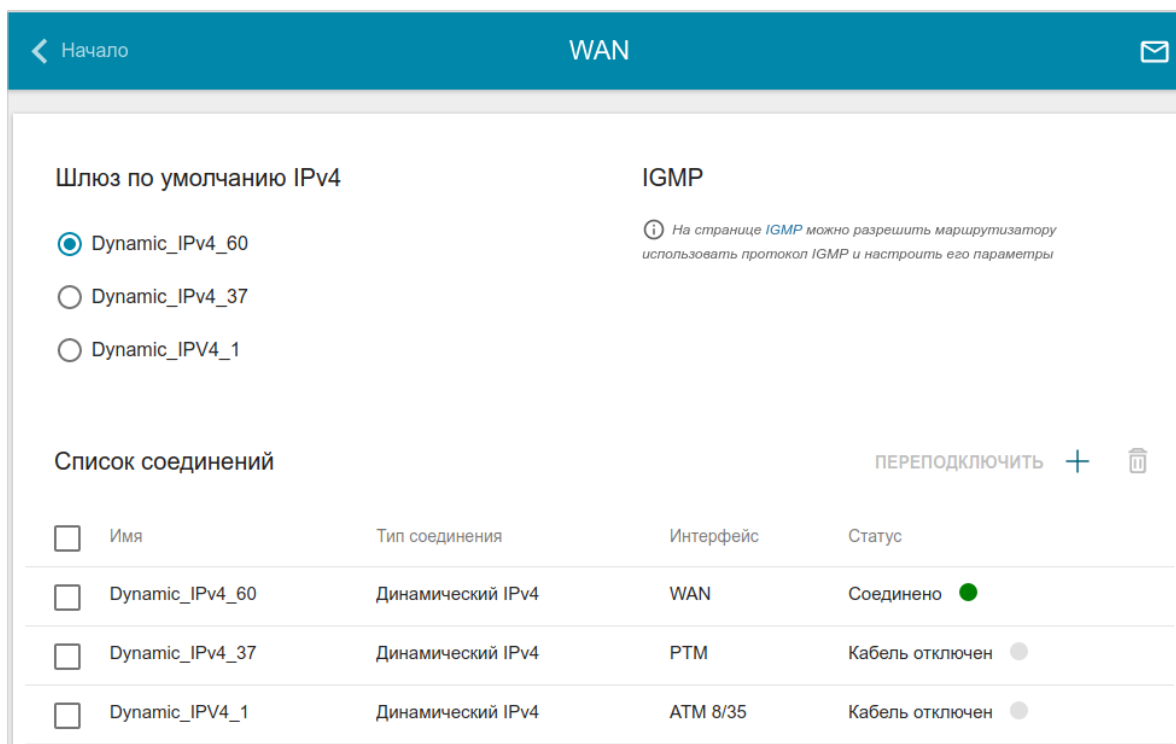 Начало
WAN
Шлюз по умолчанию IPv4
Dynamic_IPv4_60
Dynamic_IPv4_37
Dynamic_IPV4_1
IGMP
На странице IGMP можно разрешить маршрутизатору
использовать протокол IGMP и настроить его параметры
Список соединений
ПЕРЕПОДКЛЮЧИТЬ
Имя Тип соединения Интерфейс Статус
Dynamic_IPv4_60 Динамический IPv4 WAN Соединено
Dynamic_IPv4_37 Динамический IPv4 PTM Кабель отключен
Dynamic_IPV4_1 Динамический IPv4 ATM 8/35 Кабель отключен